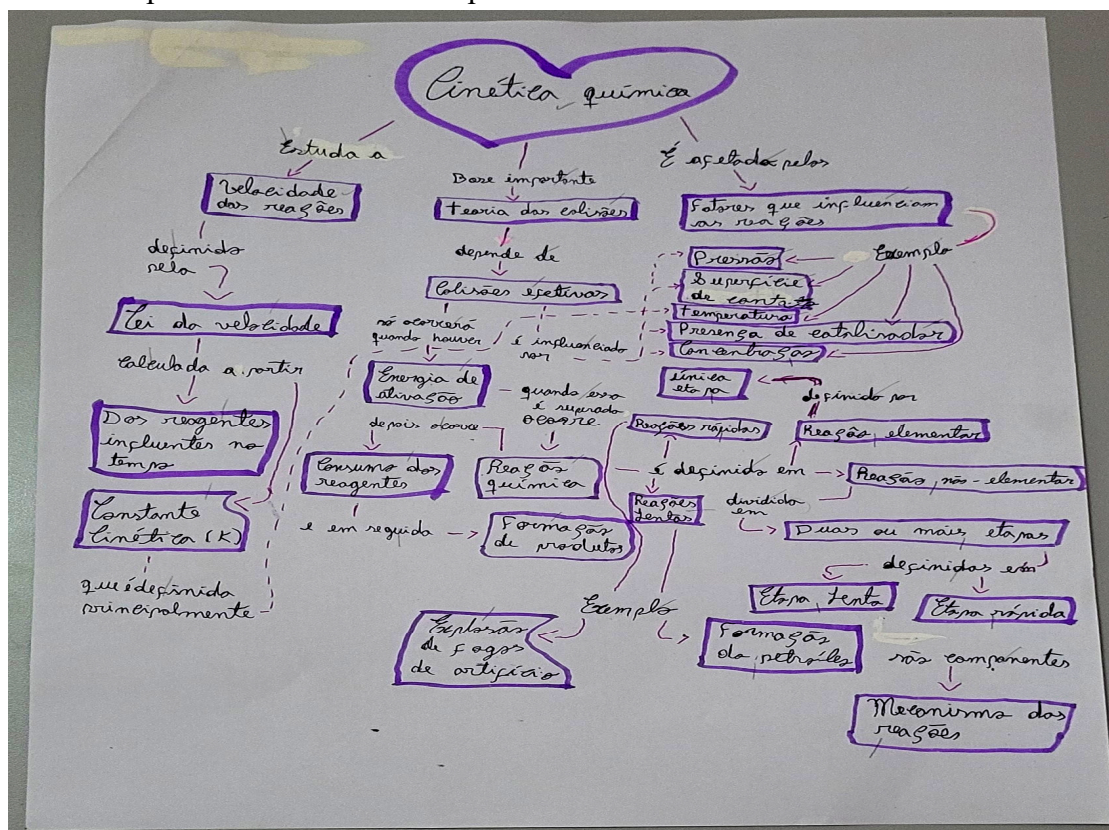 Cinética química
Estuda a
Velocidade
das reações
definida
pela
Lei da velocidade
Calculada a partir
Dos reagentes
influentes no
tempo
Constante
Cinética (K)
que é definida
principalmente
Base importante
teoria das colisões
depende de
Colisões efetivas
só ocorrerá
quando houver
é influenciado
por
Energia de
ativação
quando essa
é superada
ocorre
depois ocorre
Consumo dos
reagentes
Reação
química
e em seguida
Formação
de produtos
É afetada pelos
Fatores que influenciam
as reações
Exemplo
Pressão
Superfície
de contato
temperatura
Presença de catalisador
Concentração
única
etapa
definido por
Reações rápidas
Reação elementar
é definida em
Reação não-elementar
Reações
Lentas
dividida
em
Duas ou mais etapas
definidas em
Etapa Lenta
Etapa rápida
Exemplo
Explosão
de fogos
de artifício
Formação
do petróleo
são componentes
Mecanismo das
reações